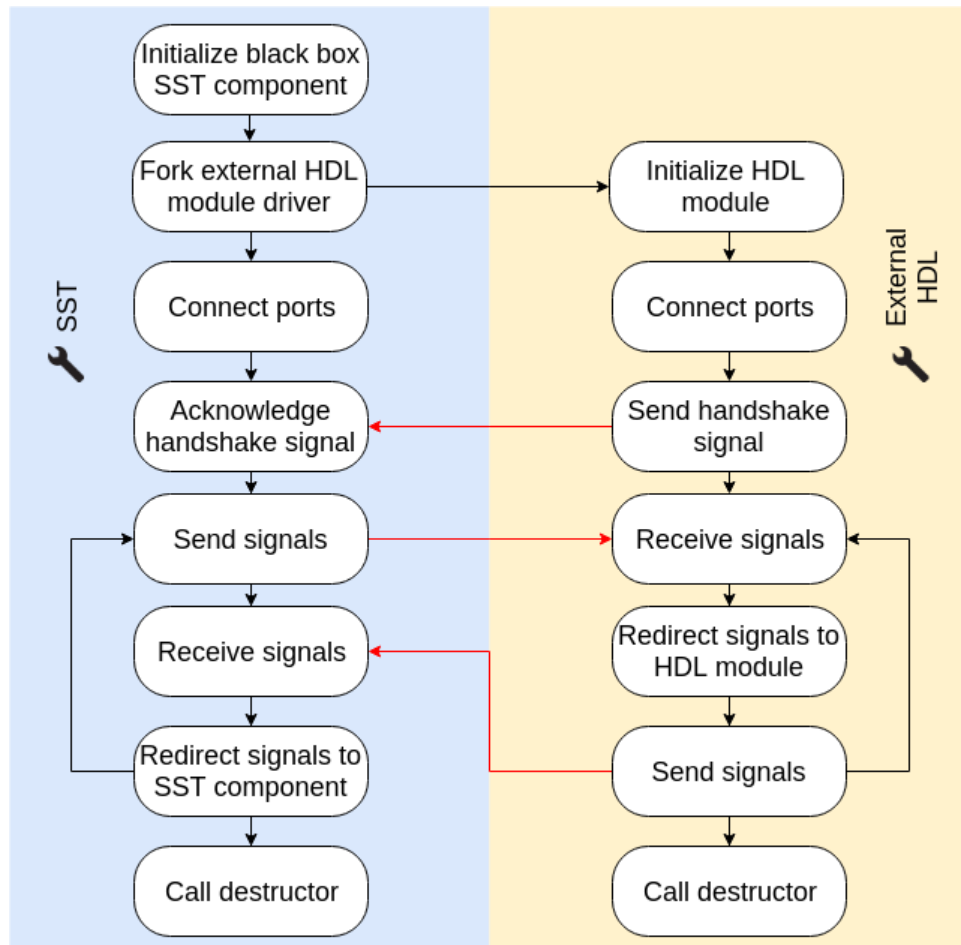 Initialize black box
SST component
Fork external HDL
module driver
Connect ports
Acknowledge
handshake signal
Send signals
Receive signals
Redirect signals to
SST component
Call destructor
SST
Initialize HDL
module
Connect ports
Send handshake
signal
Receive signals
Redirect signals to
HDL module
Send signals
Call destructor
External
HDL